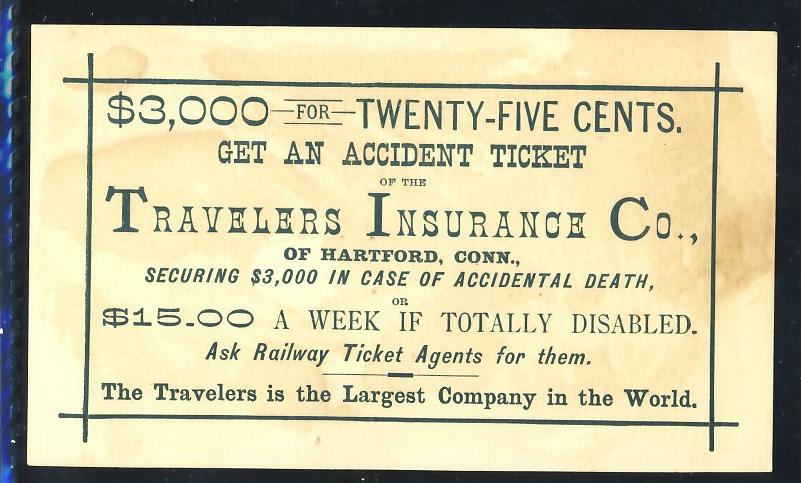 $3,000 FOR TWENTY-FIVE CENTS.
GET AN ACCIDENT TICKET
OF THE
TRAVELERS INSURANCE CO.,
OF HARTFORD, CONN.,
SECURING $3,000 IN CASE OF ACCIDENTAL DEATH,
OR
$15.00 A WEEK IF TOTALLY DISABLED.
Ask Railway Ticket Agents for them.
The Travelers is the Largest Company in the World.